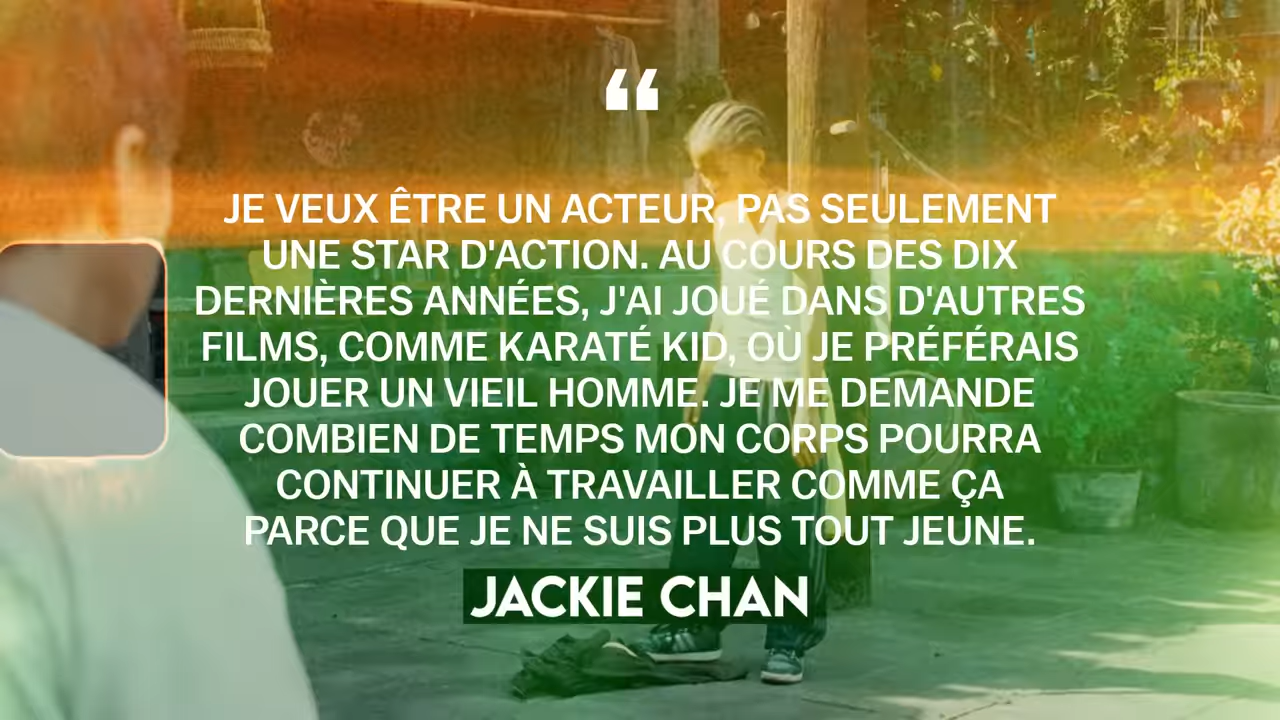 “
JE VEUX ÊTRE UN ACTEUR, PAS SEULEMENT
UNE STAR D'ACTION. AU COURS DES DIX
DERNIÈRES ANNÉES, J'AI JOUÉ DANS D'AUTRES
FILMS, COMME KARATÉ KID, OÙ JE PRÉFÉRAIS
JOUER UN VIEIL HOMME. JE ME DEMANDE
COMBIEN DE TEMPS MON CORPS POURRA
CONTINUER À TRAVAILLER COMME ÇA
PARCE QUE JE NE SUIS PLUS TOUT JEUNE.
JACKIE CHAN